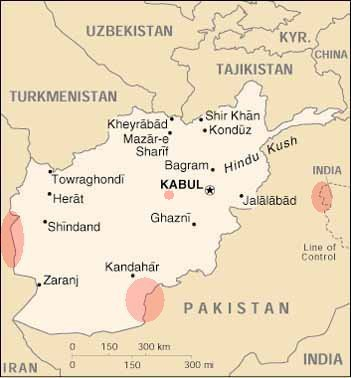 UZBEKISTAN
KYR.
CHINA
TAJIKISTAN
TURKMENISTAN
Kheyrābād
Shir Khān
Mazār-e
Sharīf
Kondūz
Hindu Kush
Bagram
INDIA
Towraghondī
KABUL
Herāt
Jalālābād
Shīndand
Ghaznī
Line of
Control
Kandahār
Zaranj
PAKISTAN
0 150 300 km
0 150 300 mi
IRAN
INDIA